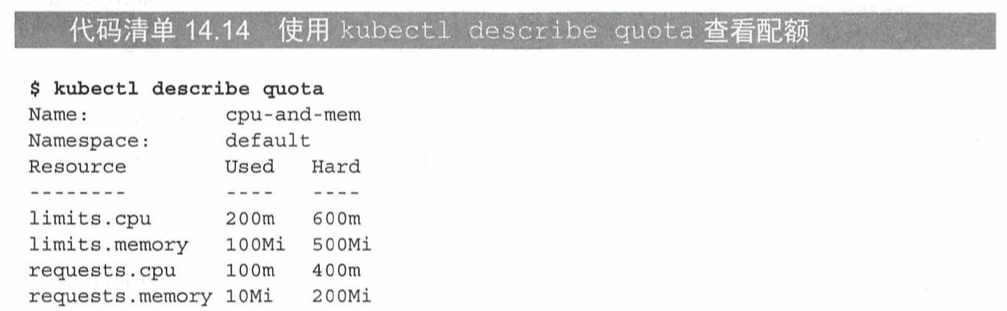 代码清单 14.14 使用 kubectl describe quota 查看配额
$ kubectl describe quota
Name: cpu-and-mem
Namespace: default
Resource Used Hard
-------- ---- ----
limits.cpu 200m 600m
limits.memory 100Mi 500Mi
requests.cpu 100m 400m
requests.memory 10Mi 200Mi